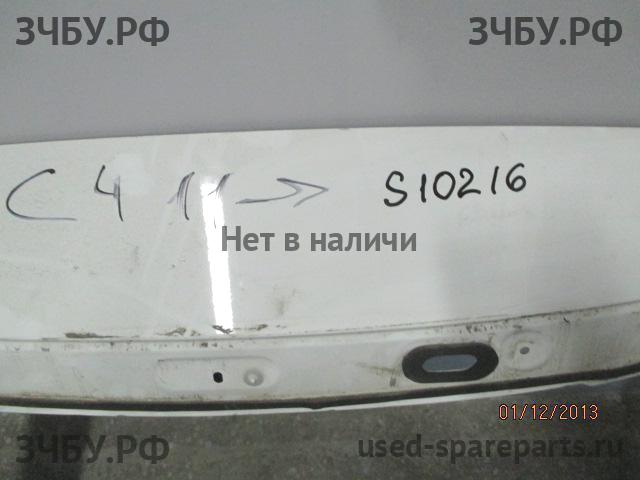 ЗЧБУ.РФ ЗЧБУ.РФ
C 4 11 -> S10216
Нет в наличи
01/12/2013
ЗЧБУ.РФ used-spareparts.ru